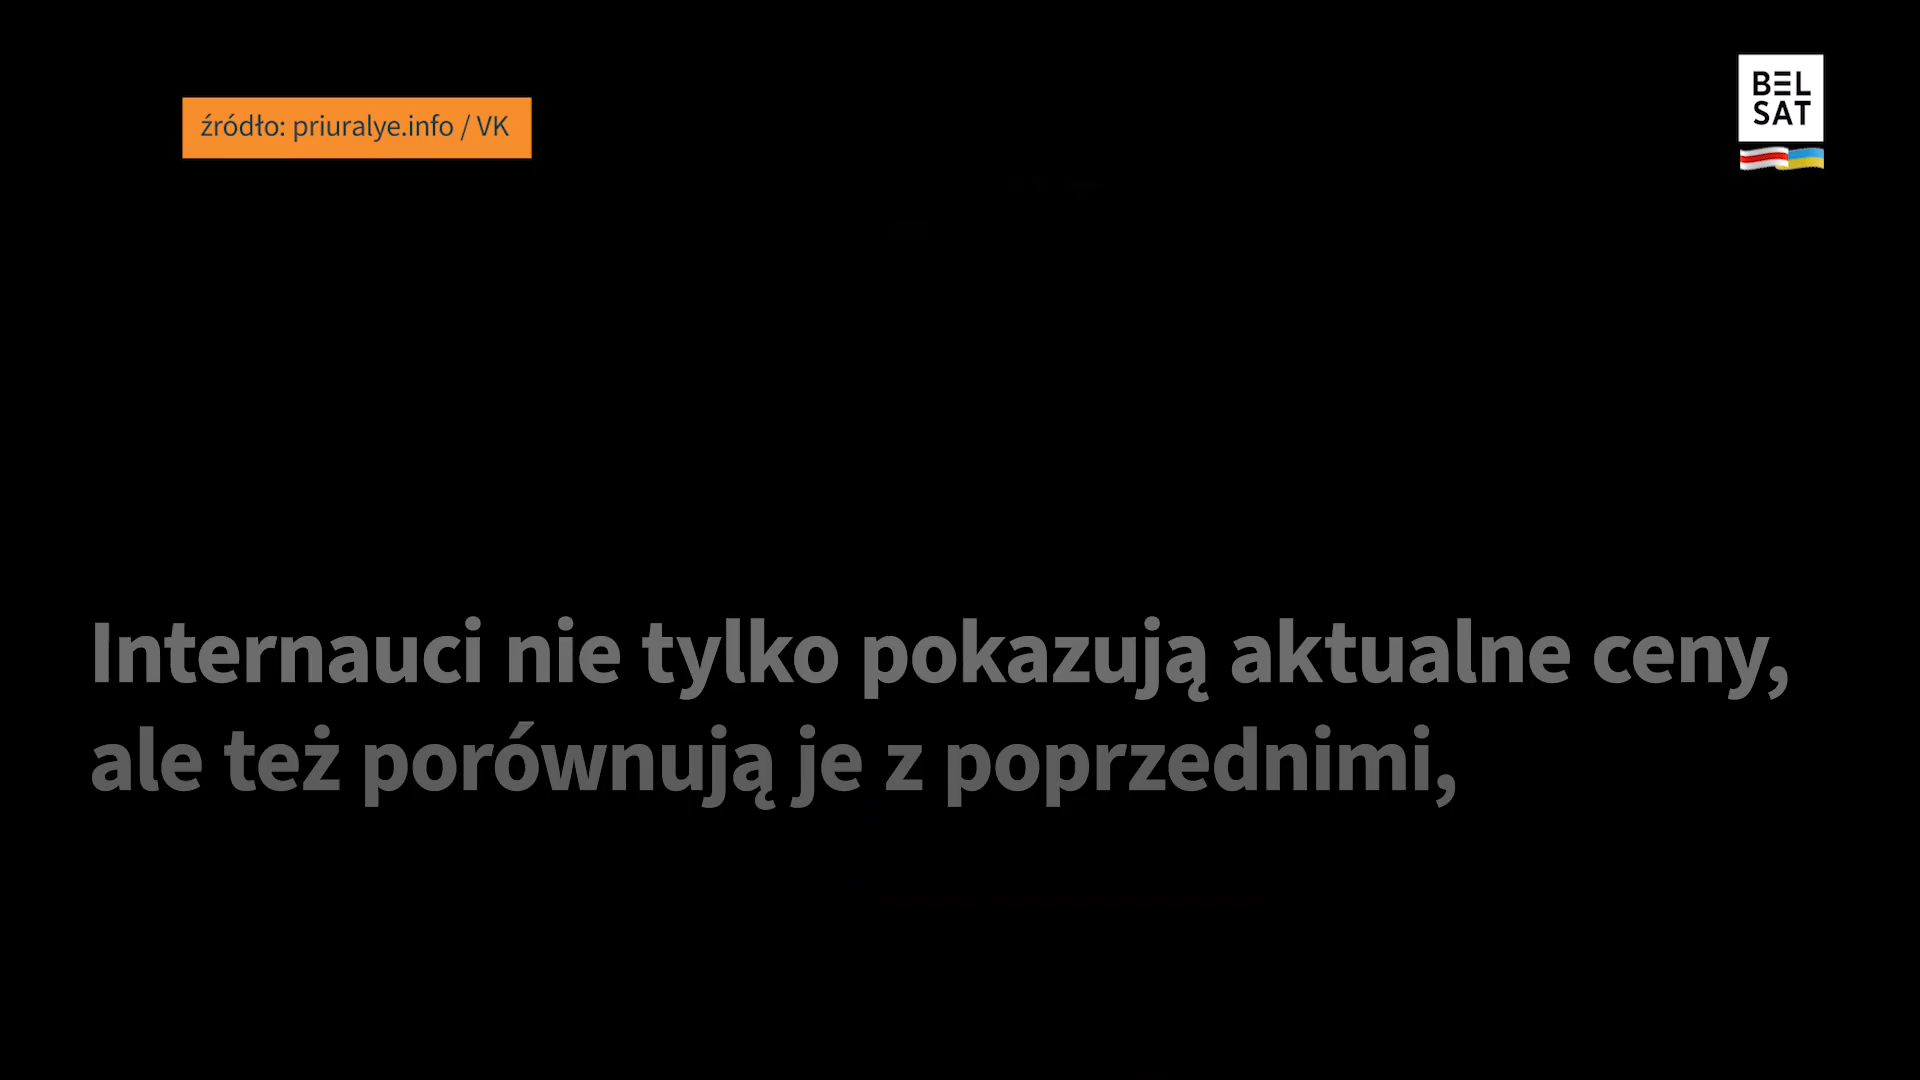 źródło: priuralye.info / VK
BEL
SAT
Internauci nie tylko pokazują aktualne ceny,
ale też porównują je z poprzednimi,